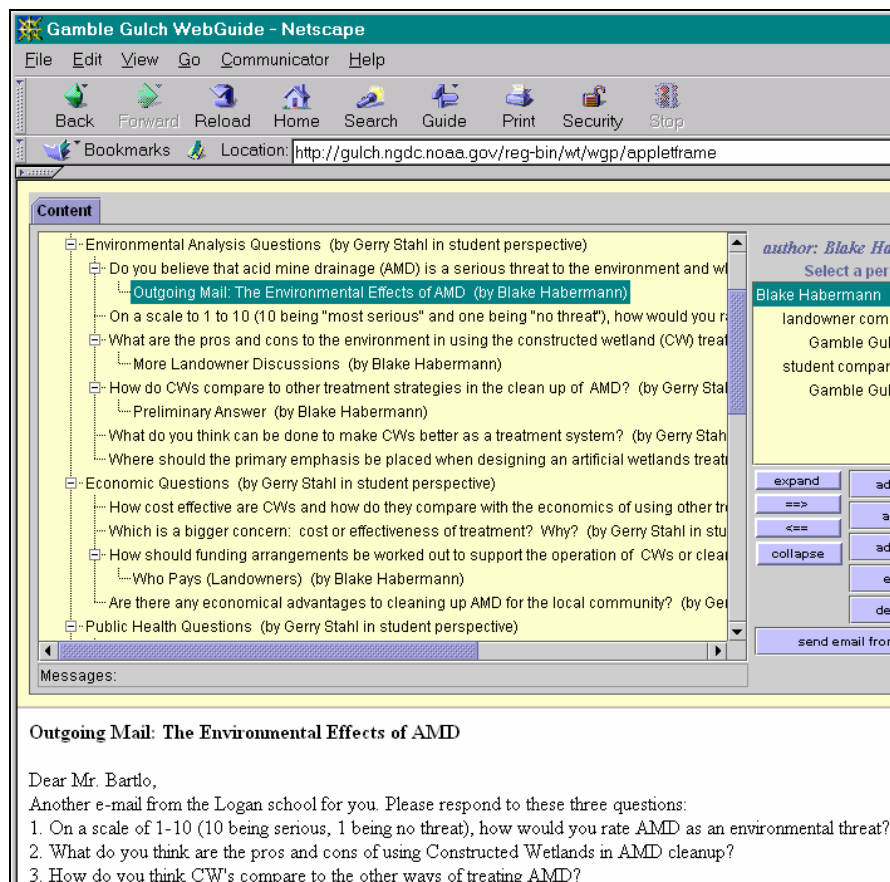 Gamble Gulch WebGuide - Netscape
File Edit View Go Communicator Help
Back Forward Reload Home Search Guide Print Security Stop
Bookmarks Location: http://gulch.ngdc.noaa.gov/reg-bin/wt/wgp/appletframe
Content
Environmental Analysis Questions (by Gerry Stahl in student perspective)
Do you believe that acid mine drainage (AMD) is a serious threat to the environment and
Outgoing Mail: The Environmental Effects of AMD (by Blake Habermann)
On a scale to 1 to 10 (10 being "most serious" and one being "no threat"), how would you
What are the pros and cons to the environment in using the constructed wetland (CW)
More Landowner Discussions (by Blake Habermann)
How do CWs compare to other treatment strategies in the clean up of AMD? (by Gerry
Preliminary Answer (by Blake Habermann)
What do you think can be done to make CWs better as a treatment system? (by Gerry
Where should the primary emphasis be placed when designing an artificial wetlands
Economic Questions (by Gerry Stahl in student perspective)
How cost effective are CWs and how do they compare with the economics of using other
Which is a bigger concern: cost or effectiveness of treatment? Why? (by Gerry Stahl in
How should funding arrangements be worked out to support the operation of CWs or
Who Pays (Landowners) (by Blake Habermann)
Are there any economical advantages to cleaning up AMD for the local community? (by
Public Health Questions (by Gerry Stahl in student perspective)
Messages:
author: Blake
Select a
Blake Habermann
landowner
Gamble
student
Gamble
expand
==>
<==
collapse
send email
Outgoing Mail: The Environmental Effects of AMD
Dear Mr. Bartlo,
Another e-mail from the Logan school for you. Please respond to these three questions:
1. On a scale of 1-10 (10 being serious, 1 being no threat), how would you rate AMD as an environmental threat?
2. What do you think are the pros and cons of using Constructed Wetlands in AMD cleanup?
3. How do you think CW's compare to the other ways of treating AMD?